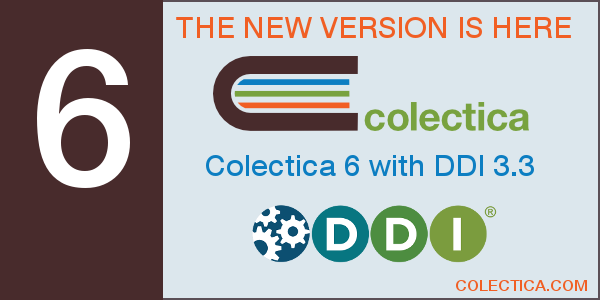 6
THE NEW VERSION IS HERE
colectica
Colectica 6 with DDI 3.3
DDI®
COLECTICA.COM